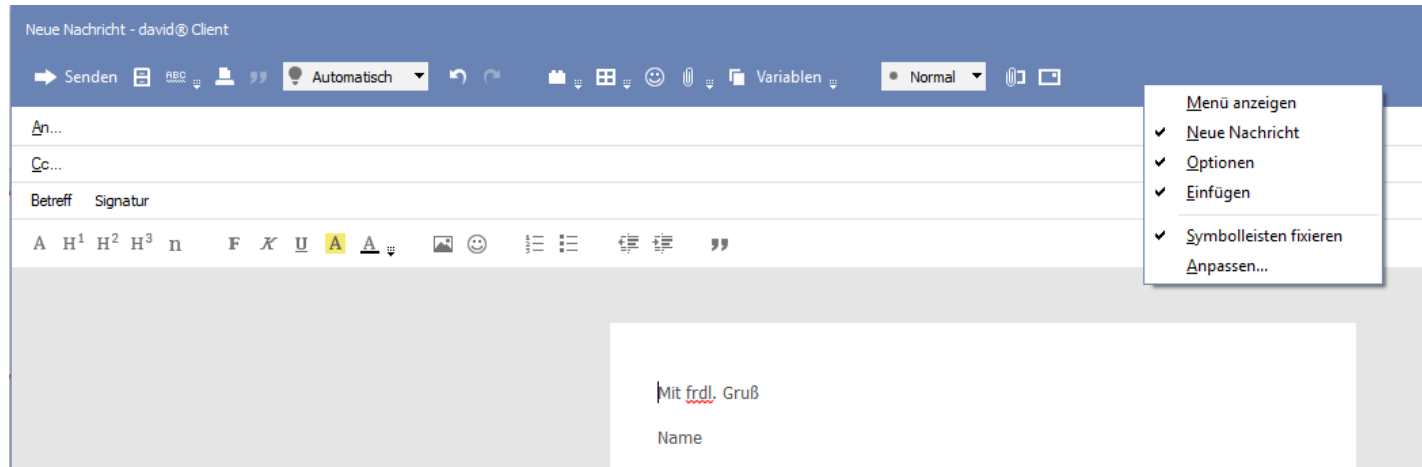 Neue Nachricht - david® Client
Senden ABC Automatisch Variablen Normal
Menü anzeigen
An...
Neue Nachricht
Cc...
Optionen
Einfügen
Betreff Signatur
Symbolleisten fixieren
A H1 H2 H3 n F K U A A
Anpassen...
Mit frdl. Gruß
Name